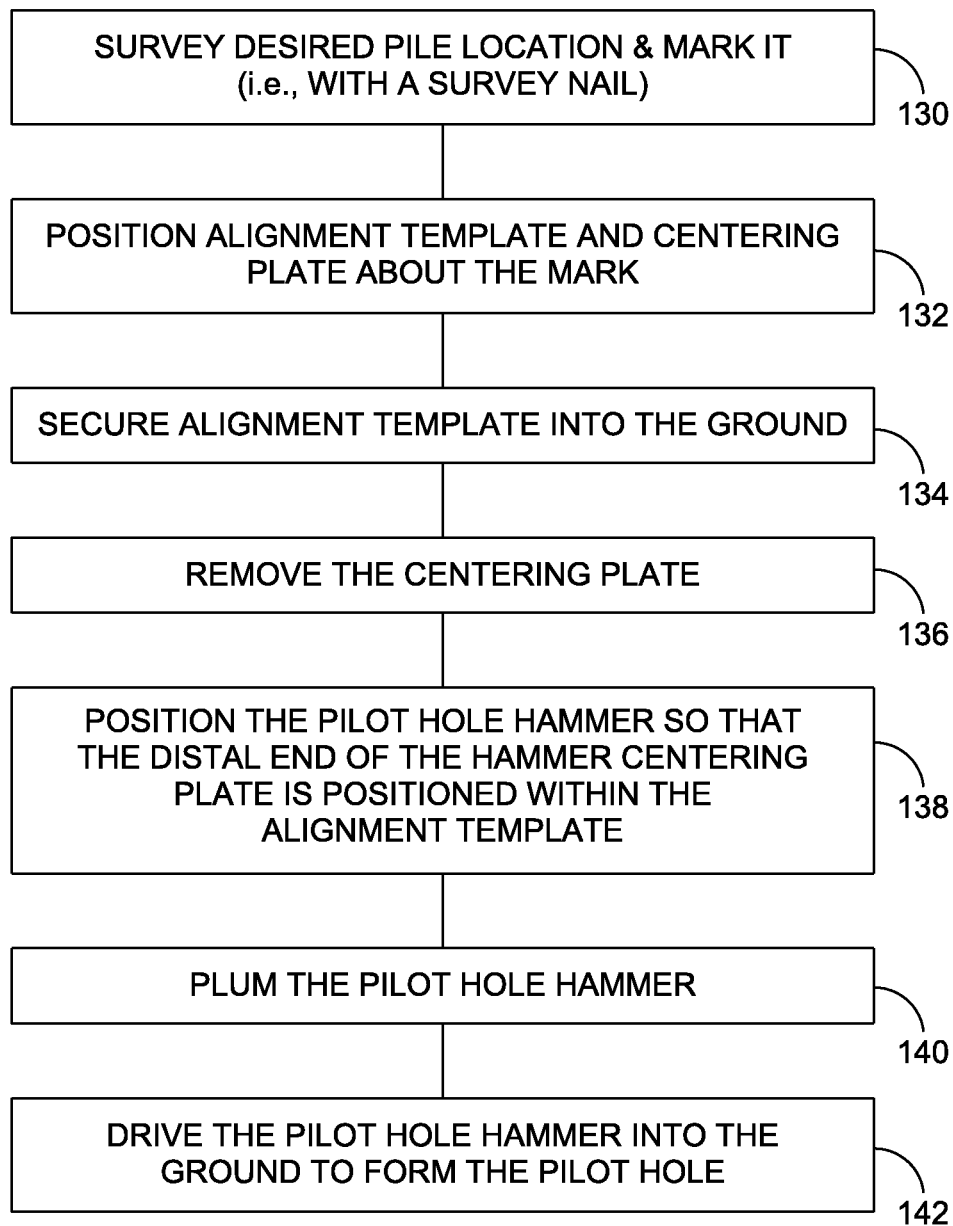 SURVEY DESIRED PILE LOCATION & MARK IT
(i.e., WITH A SURVEY NAIL)
130
POSITION ALIGNMENT TEMPLATE AND CENTERING
PLATE ABOUT THE MARK
132
SECURE ALIGNMENT TEMPLATE INTO THE GROUND
134
REMOVE THE CENTERING PLATE
136
POSITION THE PILOT HOLE HAMMER SO THAT
THE DISTAL END OF THE HAMMER CENTERING
PLATE IS POSITIONED WITHIN THE
ALIGNMENT TEMPLATE
138
PLUM THE PILOT HOLE HAMMER
140
DRIVE THE PILOT HOLE HAMMER INTO THE
GROUND TO FORM THE PILOT HOLE
142